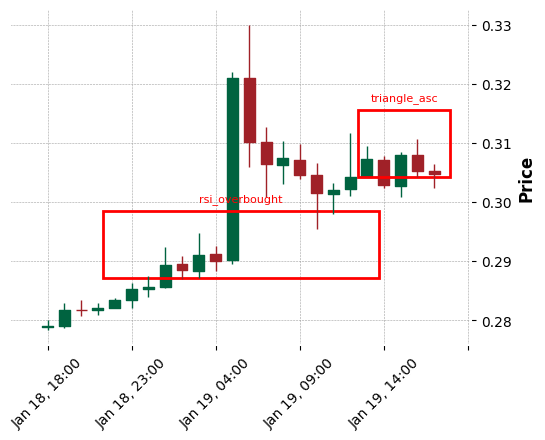 0.33
0.32
triangle_asc
0.31
rsi_overbought
0.30
0.29
0.28
Price
Jan 18, 18:00
Jan 18, 23:00
Jan 19, 04:00
Jan 19, 09:00
Jan 19, 14:00